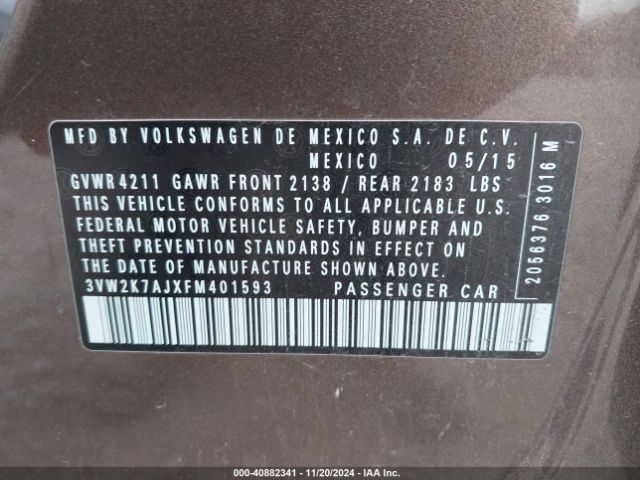 MFD BY VOLKSWAGEN DE MEXICO S.A. DE C.V.
MEXICO 05/15
GVWR 4211 GAWR FRONT 2138 / REAR 2183 LBS
THIS VEHICLE CONFORMS TO ALL APPLICABLE U.S.
FEDERAL MOTOR VEHICLE SAFETY, BUMPER AND
THEFT PREVENTION STANDARDS IN EFFECT ON
THE DATE OF MANUFACTURE SHOWN ABOVE.
3VW2K7AJXFM401593 PASSENGER CAR
2056376 3016 M
000-40882341 - 11/20/2024 - IAAI.COM